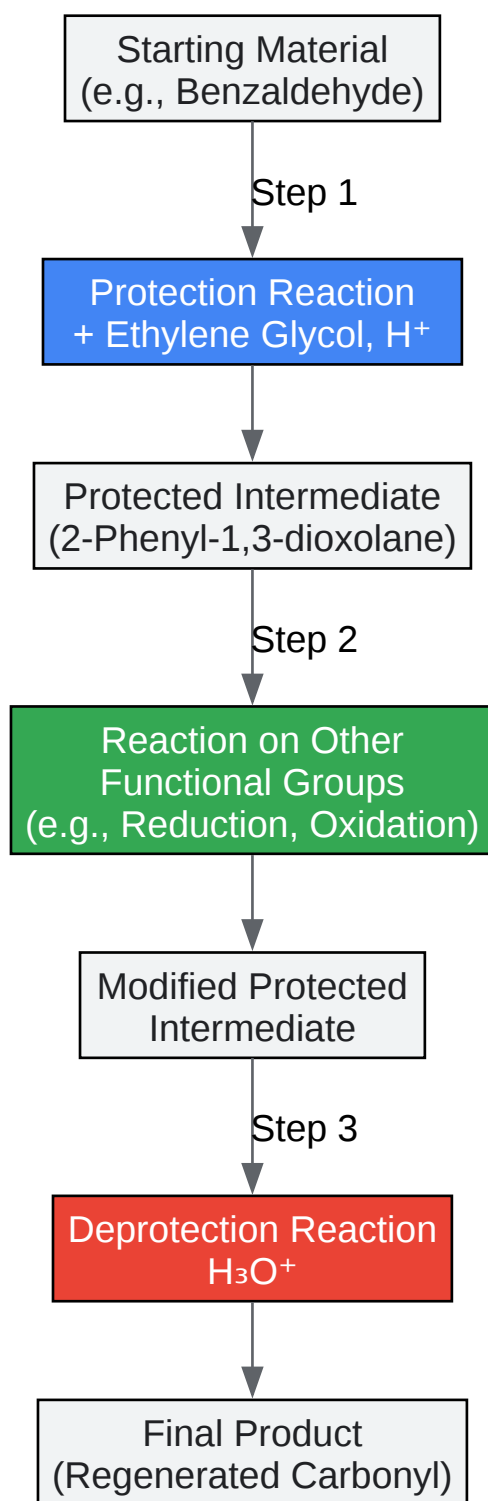 Starting Material
(e.g., Benzaldehyde)
Step 1
Protection Reaction
+ Ethylene Glycol, H⁺
Protected Intermediate
(2-Phenyl-1,3-dioxolane)
Step 2
Reaction on Other
Functional Groups
(e.g., Reduction, Oxidation)
Modified Protected
Intermediate
Step 3
Deprotection Reaction
H₃O⁺
Final Product
(Regenerated Carbonyl)